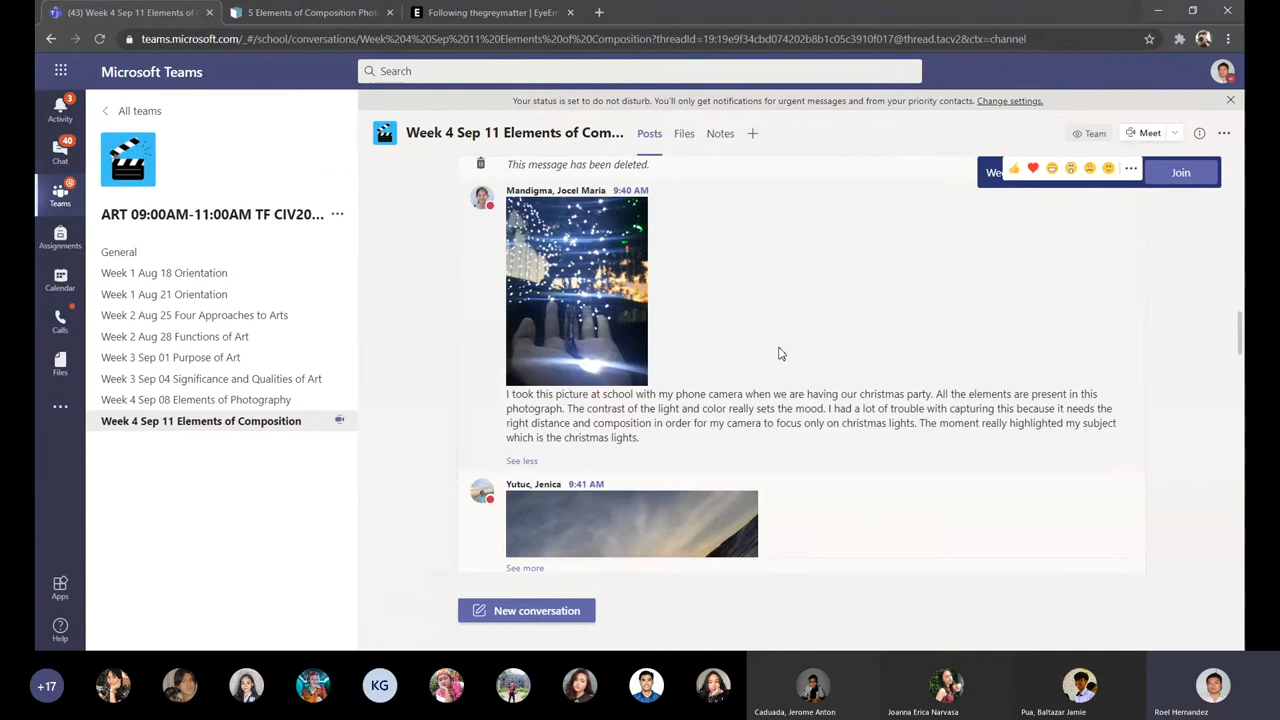 (43) Week 4 Sep 11 Elements of C
5 Elements of Composition Phot
Following thegreymatter | EyeEm
teams.microsoft.com/_#/school/conversations/Week%204%20Sep%2011%20Elements%20of%20Composition?threadId=19:19e9f34cbd074202b8b1c05c3910f017@thread.tacv2&ctx=channel
Microsoft Teams
Search
Your status is set to do not disturb. You'll only get notifications for urgent messages and from your priority contacts. Change settings.
3
Activity
40
Chat
Teams
Assignments
Calendar
Calls
Files
Apps
Help
All teams
ART 09:00AM-11:00AM TF CIV20...
General
Week 1 Aug 18 Orientation
Week 1 Aug 21 Orientation
Week 2 Aug 25 Four Approaches to Arts
Week 2 Aug 28 Functions of Art
Week 3 Sep 01 Purpose of Art
Week 3 Sep 04 Significance and Qualities of Art
Week 4 Sep 08 Elements of Photography
Week 4 Sep 11 Elements of Composition
Week 4 Sep 11 Elements of Com... Posts Files Notes
Team
Meet
This message has been deleted.
Wee
Join
Mandigma, Jocel Maria 9:40 AM
I took this picture at school with my phone camera when we are having our christmas party. All the elements are present in this
photograph. The contrast of the light and color really sets the mood. I had a lot of trouble with capturing this because it needs the
right distance and composition in order for my camera to focus only on christmas lights. The moment really highlighted my subject
which is the christmas lights.
See less
Yutuc, Jenica 9:41 AM
See more
New conversation
+17
KG
Caduada, Jerome Anton
Joanna Erica Narvasa
Pua, Baltazar Jamie
Roel Hernandez